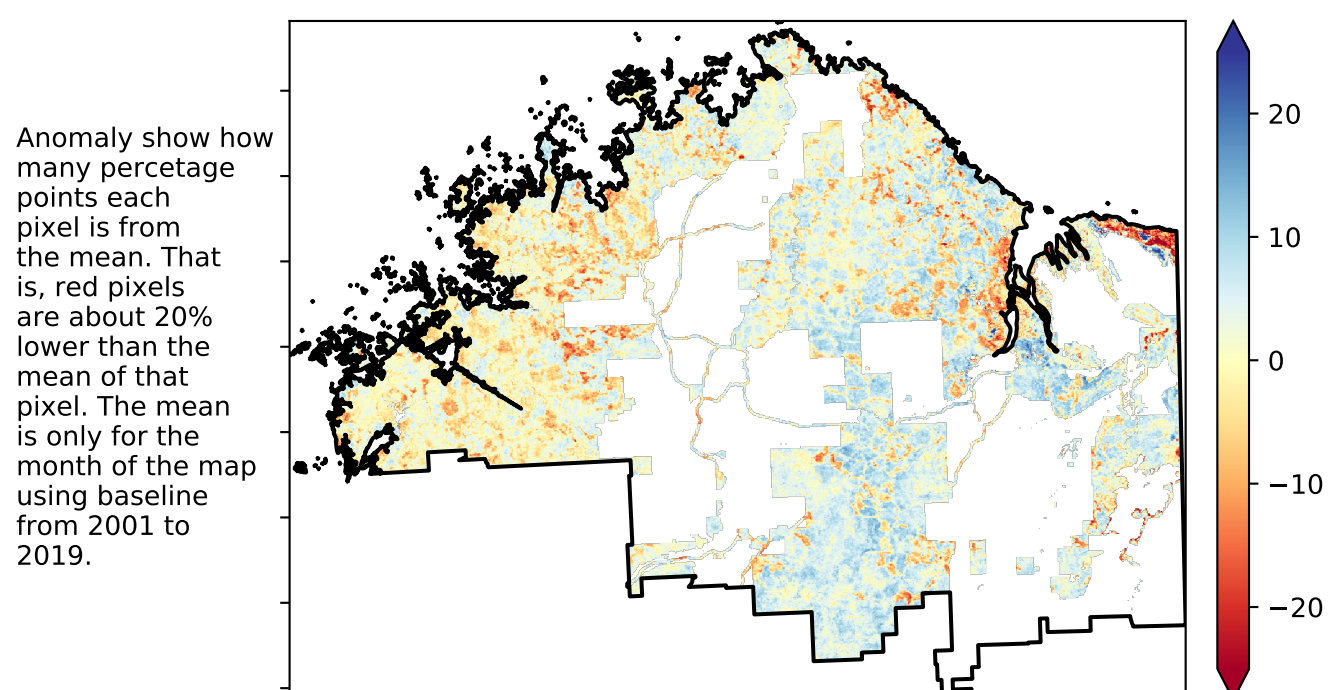 Anomaly show how
many percetage
points each
pixel is from
the mean. That
is, red pixels
are about 20%
lower than the
mean of that
pixel. The mean
is only for the
month of the map
using baseline
from 2001 to
2019.
20
10
0
−10
−20